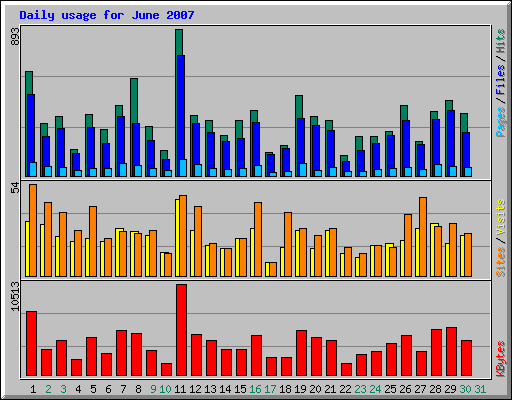 Daily usage for June 2007
893
Pages / Files / Hits
54
Sites / Visits
10513
KBytes
1 2 3 4 5 6 7 8 9 10 11 12 13 14 15 16 17 18 19 20 21 22 23 24 25 26 27 28 29 30 31